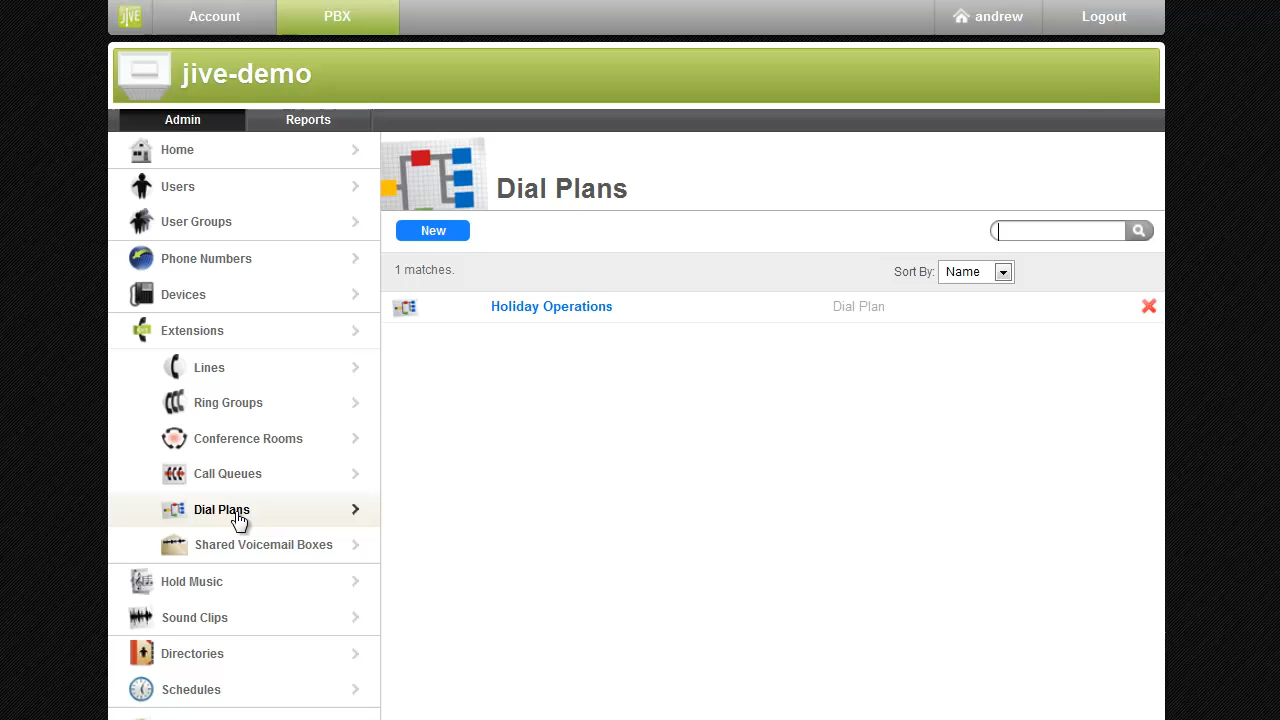 JIVE
Account
PBX
andrew
Logout
jive-demo
Admin
Reports
Home
Users
User Groups
Phone Numbers
Devices
Extensions
Lines
Ring Groups
Conference Rooms
Call Queues
Dial Plans
Shared Voicemail Boxes
Hold Music
Sound Clips
Directories
Schedules
Dial Plans
New
1 matches.
Sort By: Name
Holiday Operations
Dial Plan